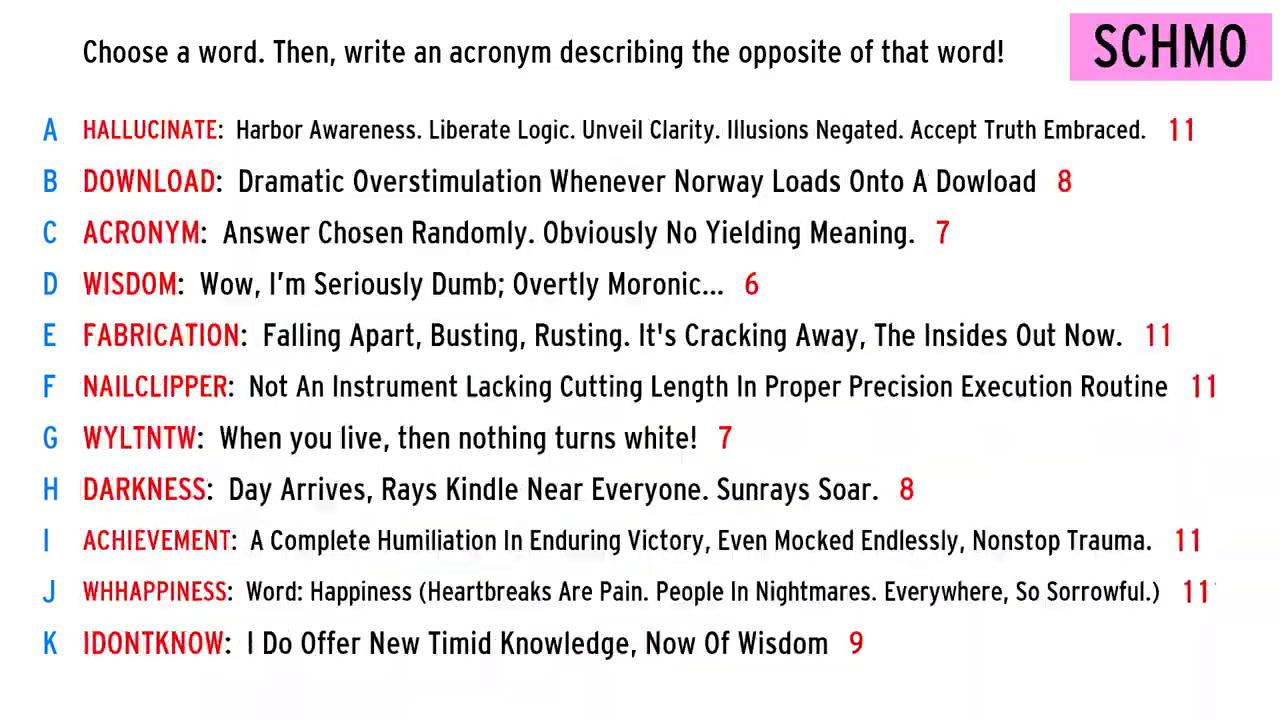 Choose a word. Then, write an acronym describing the opposite of that word!
SCHMO
A HALLUCINATE: Harbor Awareness. Liberate Logic. Unveil Clarity. Illusions Negated. Accept Truth Embraced. 11
B DOWNLOAD: Dramatic Overstimulation Whenever Norway Loads Onto A Dowload 8
C ACRONYM: Answer Chosen Randomly. Obviously No Yielding Meaning. 7
D WISDOM: Wow, I'm Seriously Dumb; Overtly Moronic... 6
E FABRICATION: Falling Apart, Busting, Rusting. It's Cracking Away, The Insides Out Now. 11
F NAILCLIPPER: Not An Instrument Lacking Cutting Length In Proper Precision Execution Routine 11
G WYLTNTW: When you live, then nothing turns white! 7
H DARKNESS: Day Arrives, Rays Kindle Near Everyone. Sunrays Soar. 8
I ACHIEVEMENT: A Complete Humiliation In Enduring Victory, Even Mocked Endlessly, Nonstop Trauma. 11
J WHHAPPINESS: Word: Happiness (Heartbreaks Are Pain. People In Nightmares. Everywhere, So Sorrowful.) 11
K IDONTKNOW: I Do Offer New Timid Knowledge, Now Of Wisdom 9